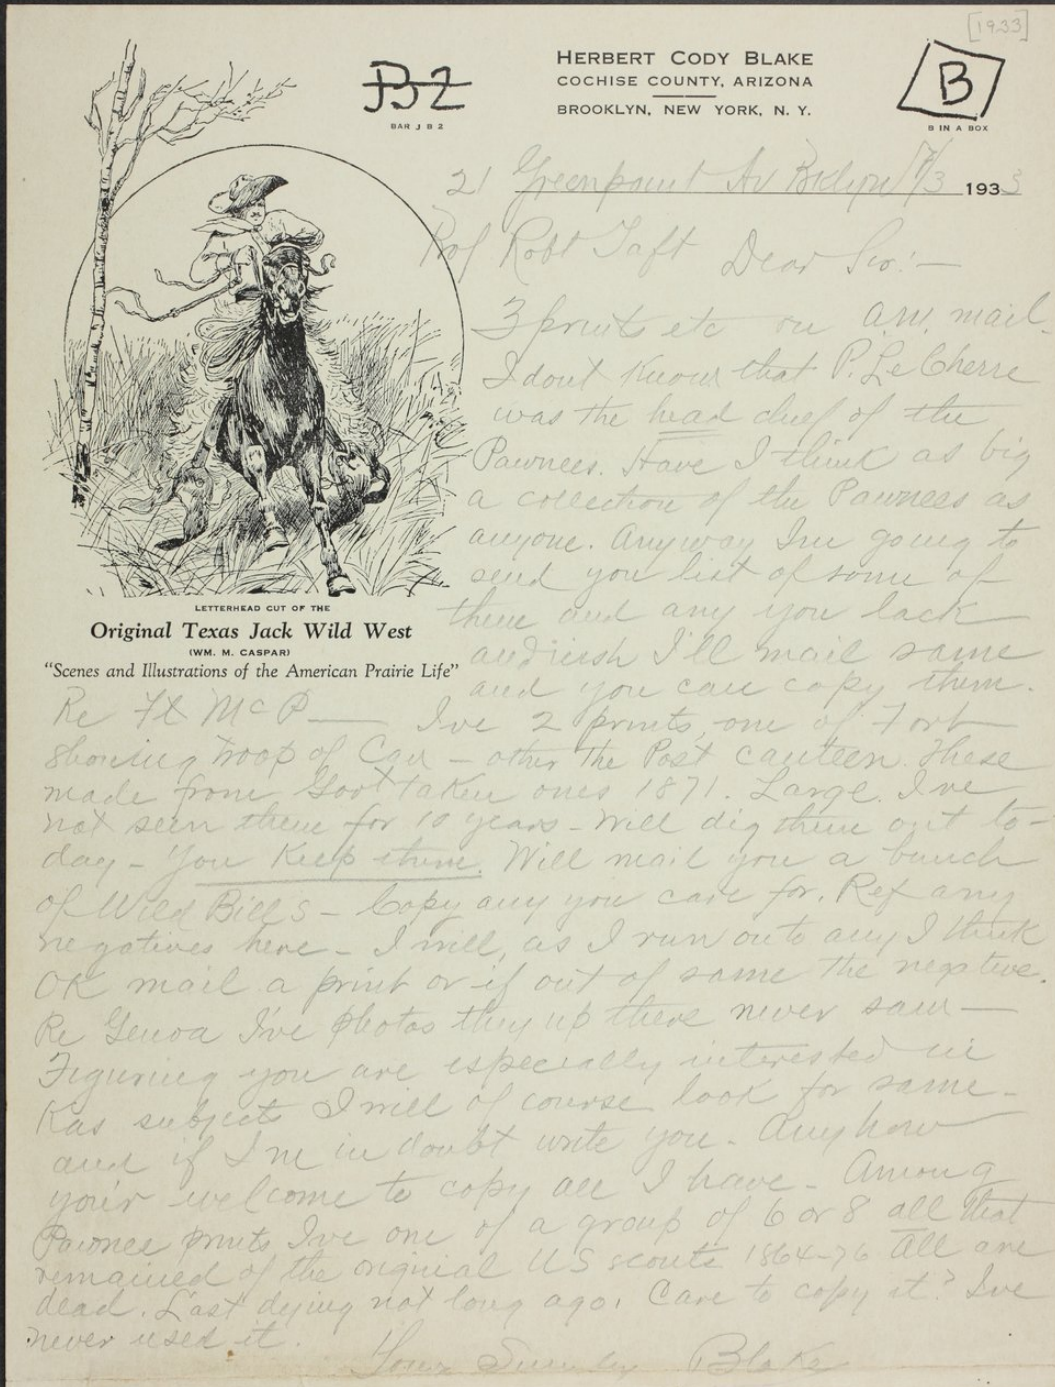 [1933]
JB2
BAR J B 2
HERBERT CODY BLAKE
COCHISE COUNTY, ARIZONA
BROOKLYN, NEW YORK, N. Y.
B
B IN A BOX
21 Greenpoint Av Bklyn 7/3 1933
Prof Robt Taft Dear Sir:—
3 prints etc on a.m. mail.
I dont know that P. LeCherre
was the head chief of the
Pawnees. Have I think as big
a collection of the Pawnees as
anyone. Anyway Im going to
send you list of some of
them and any you lack
and wish I'll mail same
and you can copy them.
LETTERHEAD CUT OF THE
Original Texas Jack Wild West
(WM. M. CASPAR)
"Scenes and Illustrations of the American Prairie Life"
Re Ft McP— Ive 2 prints, one of Fort
showing troop of Cav — other the Post canteen. These
made from Govt taken ones 1871. Large. Ive
not seen them for 10 years – Will dig them out to-
day – You Keep them. Will mail you a bunch
of Wild Bills – Copy any you care for. Ref any
negatives here – I will, as I run onto any I think
OK mail a print or if out of same the negative.
Re Genoa I've photos they up there never saw —
Figuring you are especially interested in
Kas subjects I will of course look for same –
and if I'm in doubt write you – Anyhow
your welcome to copy all I have – Among
Pawnee prints Ive one of a group of 6 or 8 all that
remained of the original US scouts 1864–76 All are
dead. Last dying not long ago. Care to copy it? Ive
never used it.
Yours Blake